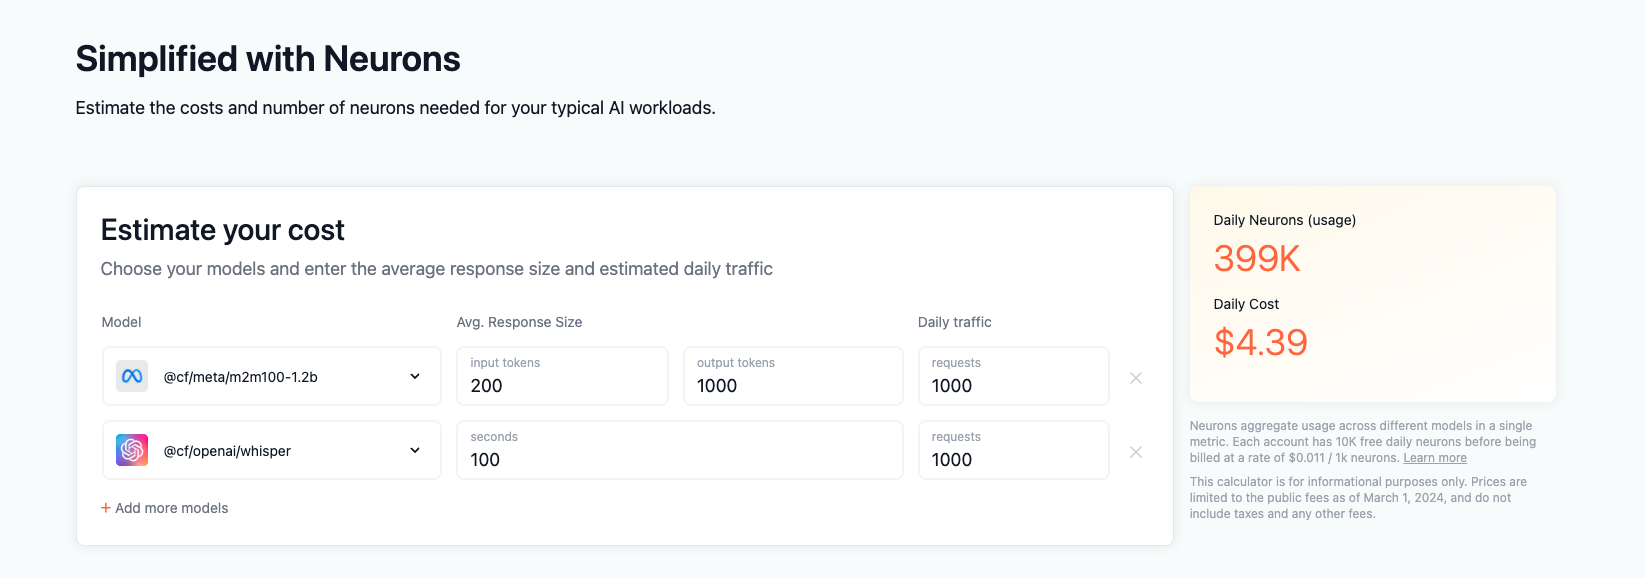 Simplified with Neurons
Estimate the costs and number of neurons needed for your typical AI workloads.
Estimate your cost
Choose your models and enter the average response size and estimated daily traffic
Model
Avg. Response Size
Daily traffic
@cf/meta/m2m100-1.2b
input tokens
200
output tokens
1000
requests
1000
@cf/openai/whisper
seconds
100
requests
1000
+ Add more models
Daily Neurons (usage)
399K
Daily Cost
$4.39
Neurons aggregate usage across different models in a single
metric. Each account has 10K free daily neurons before being
billed at a rate of $0.011 / 1k neurons. Learn more
This calculator is for informational purposes only. Prices are
limited to the public fees as of March 1, 2024, and do not
include taxes and any other fees.